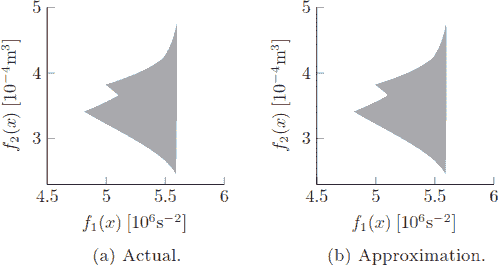 5
4
3
f₂(x) [10⁻⁴m³]
4.5 5 5.5 6
f₁(x) [10⁶s⁻²]
(a) Actual.
5
4
3
f₂(x) [10⁻⁴m³]
4.5 5 5.5 6
f₁(x) [10⁶s⁻²]
(b) Approximation.